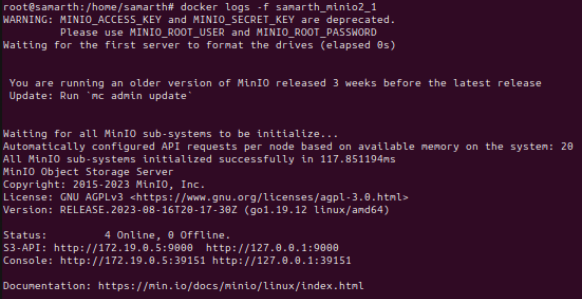 root@samarth:/home/samarth# docker logs -f samarth_minio2_1
WARNING: MINIO_ACCESS_KEY and MINIO_SECRET_KEY are deprecated.
Please use MINIO_ROOT_USER and MINIO_ROOT_PASSWORD
Waiting for the first server to format the drives (elapsed 0s)
You are running an older version of MinIO released 3 weeks before the latest release
Update: Run `mc admin update`
Waiting for all MinIO sub-systems to be initialize...
Automatically configured API requests per node based on available memory on the system: 20
All MinIO sub-systems initialized successfully in 117.851194ms
MinIO Object Storage Server
Copyright: 2015-2023 MinIO, Inc.
License: GNU AGPLv3 <https://www.gnu.org/licenses/agpl-3.0.html>
Version: RELEASE.2023-08-16T20-17-30Z (go1.19.12 linux/amd64)
Status:         4 Online, 0 Offline.
S3-API: http://172.19.0.5:9000  http://127.0.0.1:9000
Console: http://172.19.0.5:39151 http://127.0.0.1:39151
Documentation: https://min.io/docs/minio/linux/index.html